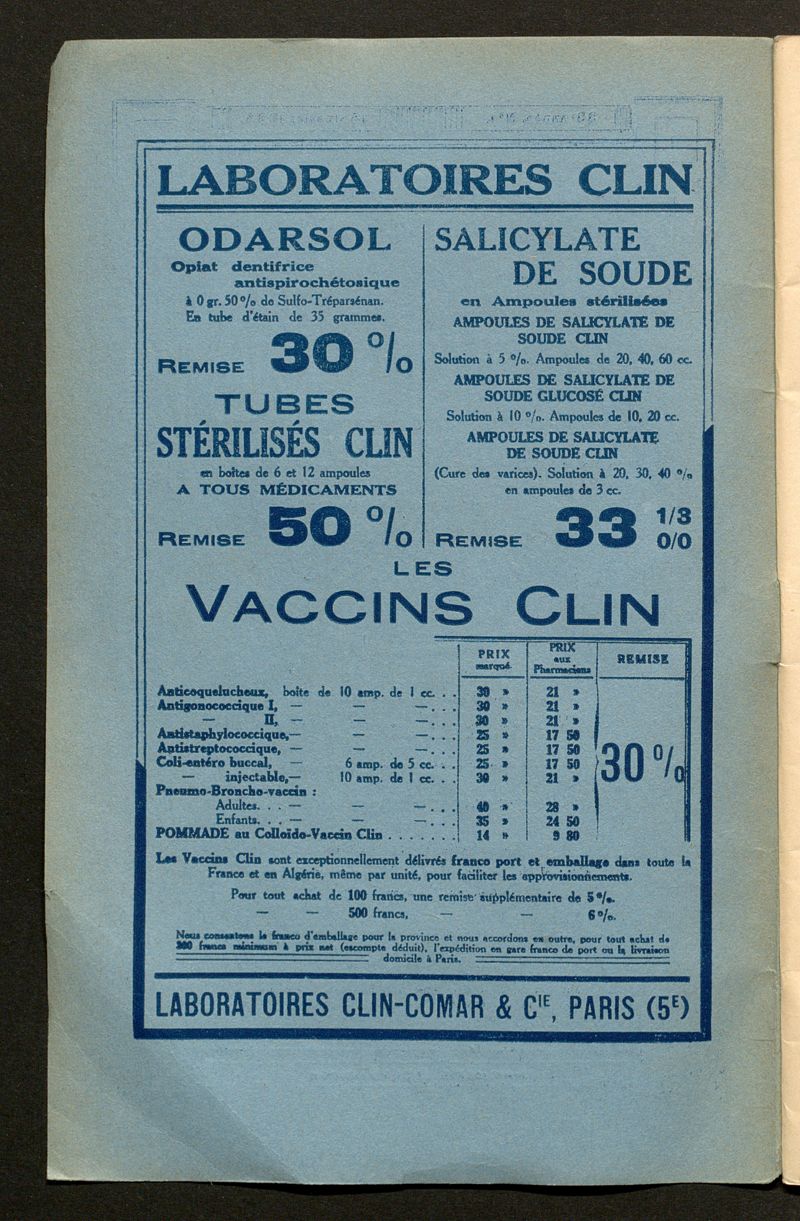 LABORATOIRES CLIN
ODARSOL
Opiat dentifrice
antispirochétosique
à 0 gr. 50 % de Sulfo-Tréparsénan.
En tube d'étain de 35 grammes.
REMISE 30 %
TUBES
STÉRILISÉS CLIN
en boîtes de 6 et 12 ampoules
A TOUS MÉDICAMENTS
REMISE 50 %
SALICYLATE
DE SOUDE
en Ampoules stérilisées
AMPOULES DE SALICYLATE DE
SOUDE CLIN
Solution à 5 %. Ampoules de 20, 40, 60 cc.
AMPOULES DE SALICYLATE DE
SOUDE GLUCOSÉ CLIN
Solution à 10 %. Ampoules de 10, 20 cc.
AMPOULES DE SALICYLATE
DE SOUDE CLIN
(Cure des varices). Solution à 20, 30, 40 %
en ampoules de 3 cc.
REMISE 33 1/3 0/0
LES
VACCINS CLIN
PRIX marqué. PRIX aux Pharmaciens REMISE
Anticoquelucheux, boîte de 10 amp. de 1 cc. . . 30 » 21 »
Antigonococcique I, — — — . . . 30 » 21 »
— II, — — — . . . 30 » 21 »
Antistaphylococcique, — — — . . . 25 » 17 50
Antistreptococcique, — — — . . . 25 » 17 50
Coli-entéro buccal, — 6 amp. de 5 cc. . . 25 » 17 50
— injectable, — 10 amp. de 1 cc. . . 30 » 21 »
30 %
Pneumo-Broncho-vaccin :
Adultes. . . — — — . . . 40 » 28 »
Enfants. . . — — — . . . 35 » 24 50
POMMADE au Colloïdo-Vaccin Clin . . . . . . . 14 » 9 80
Les Vaccins Clin sont exceptionnellement délivrés franco port et emballage dans toute la
France et en Algérie, même par unité, pour faciliter les approvisionnements.
Pour tout achat de 100 francs, une remise supplémentaire de 5 %.
— — 500 francs, — — 6 %.
Nous consentons le franco d'emballage pour la province et nous accordons en outre, pour tout achat de
300 francs minimum à prix net (escompte déduit), l'expédition en gare franco de port ou la livraison
domicile à Paris.
LABORATOIRES CLIN-COMAR & CIE, PARIS (5E)